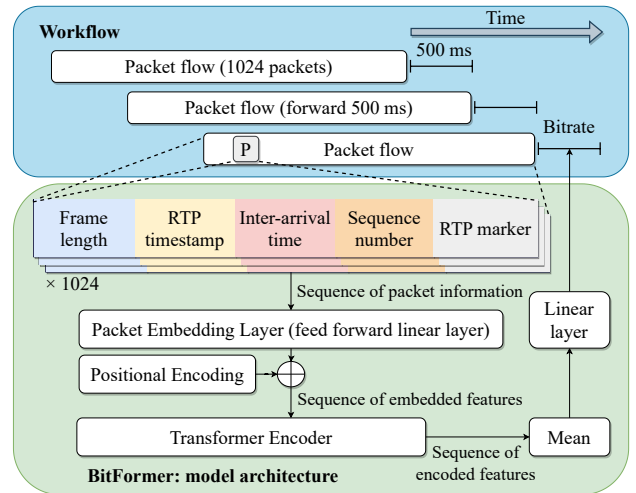 Time
Workflow
500 ms
Packet flow (1024 packets)
Packet flow (forward 500 ms)
Bitrate
P
Packet flow
Frame
length
RTP
timestamp
Inter-arrival
time
Sequence
number
RTP marker
× 1024
Sequence of packet information
Packet Embedding Layer (feed forward linear layer)
Linear
layer
Positional Encoding
Sequence of embedded features
Transformer Encoder
Mean
Sequence of
encoded features
BitFormer: model architecture